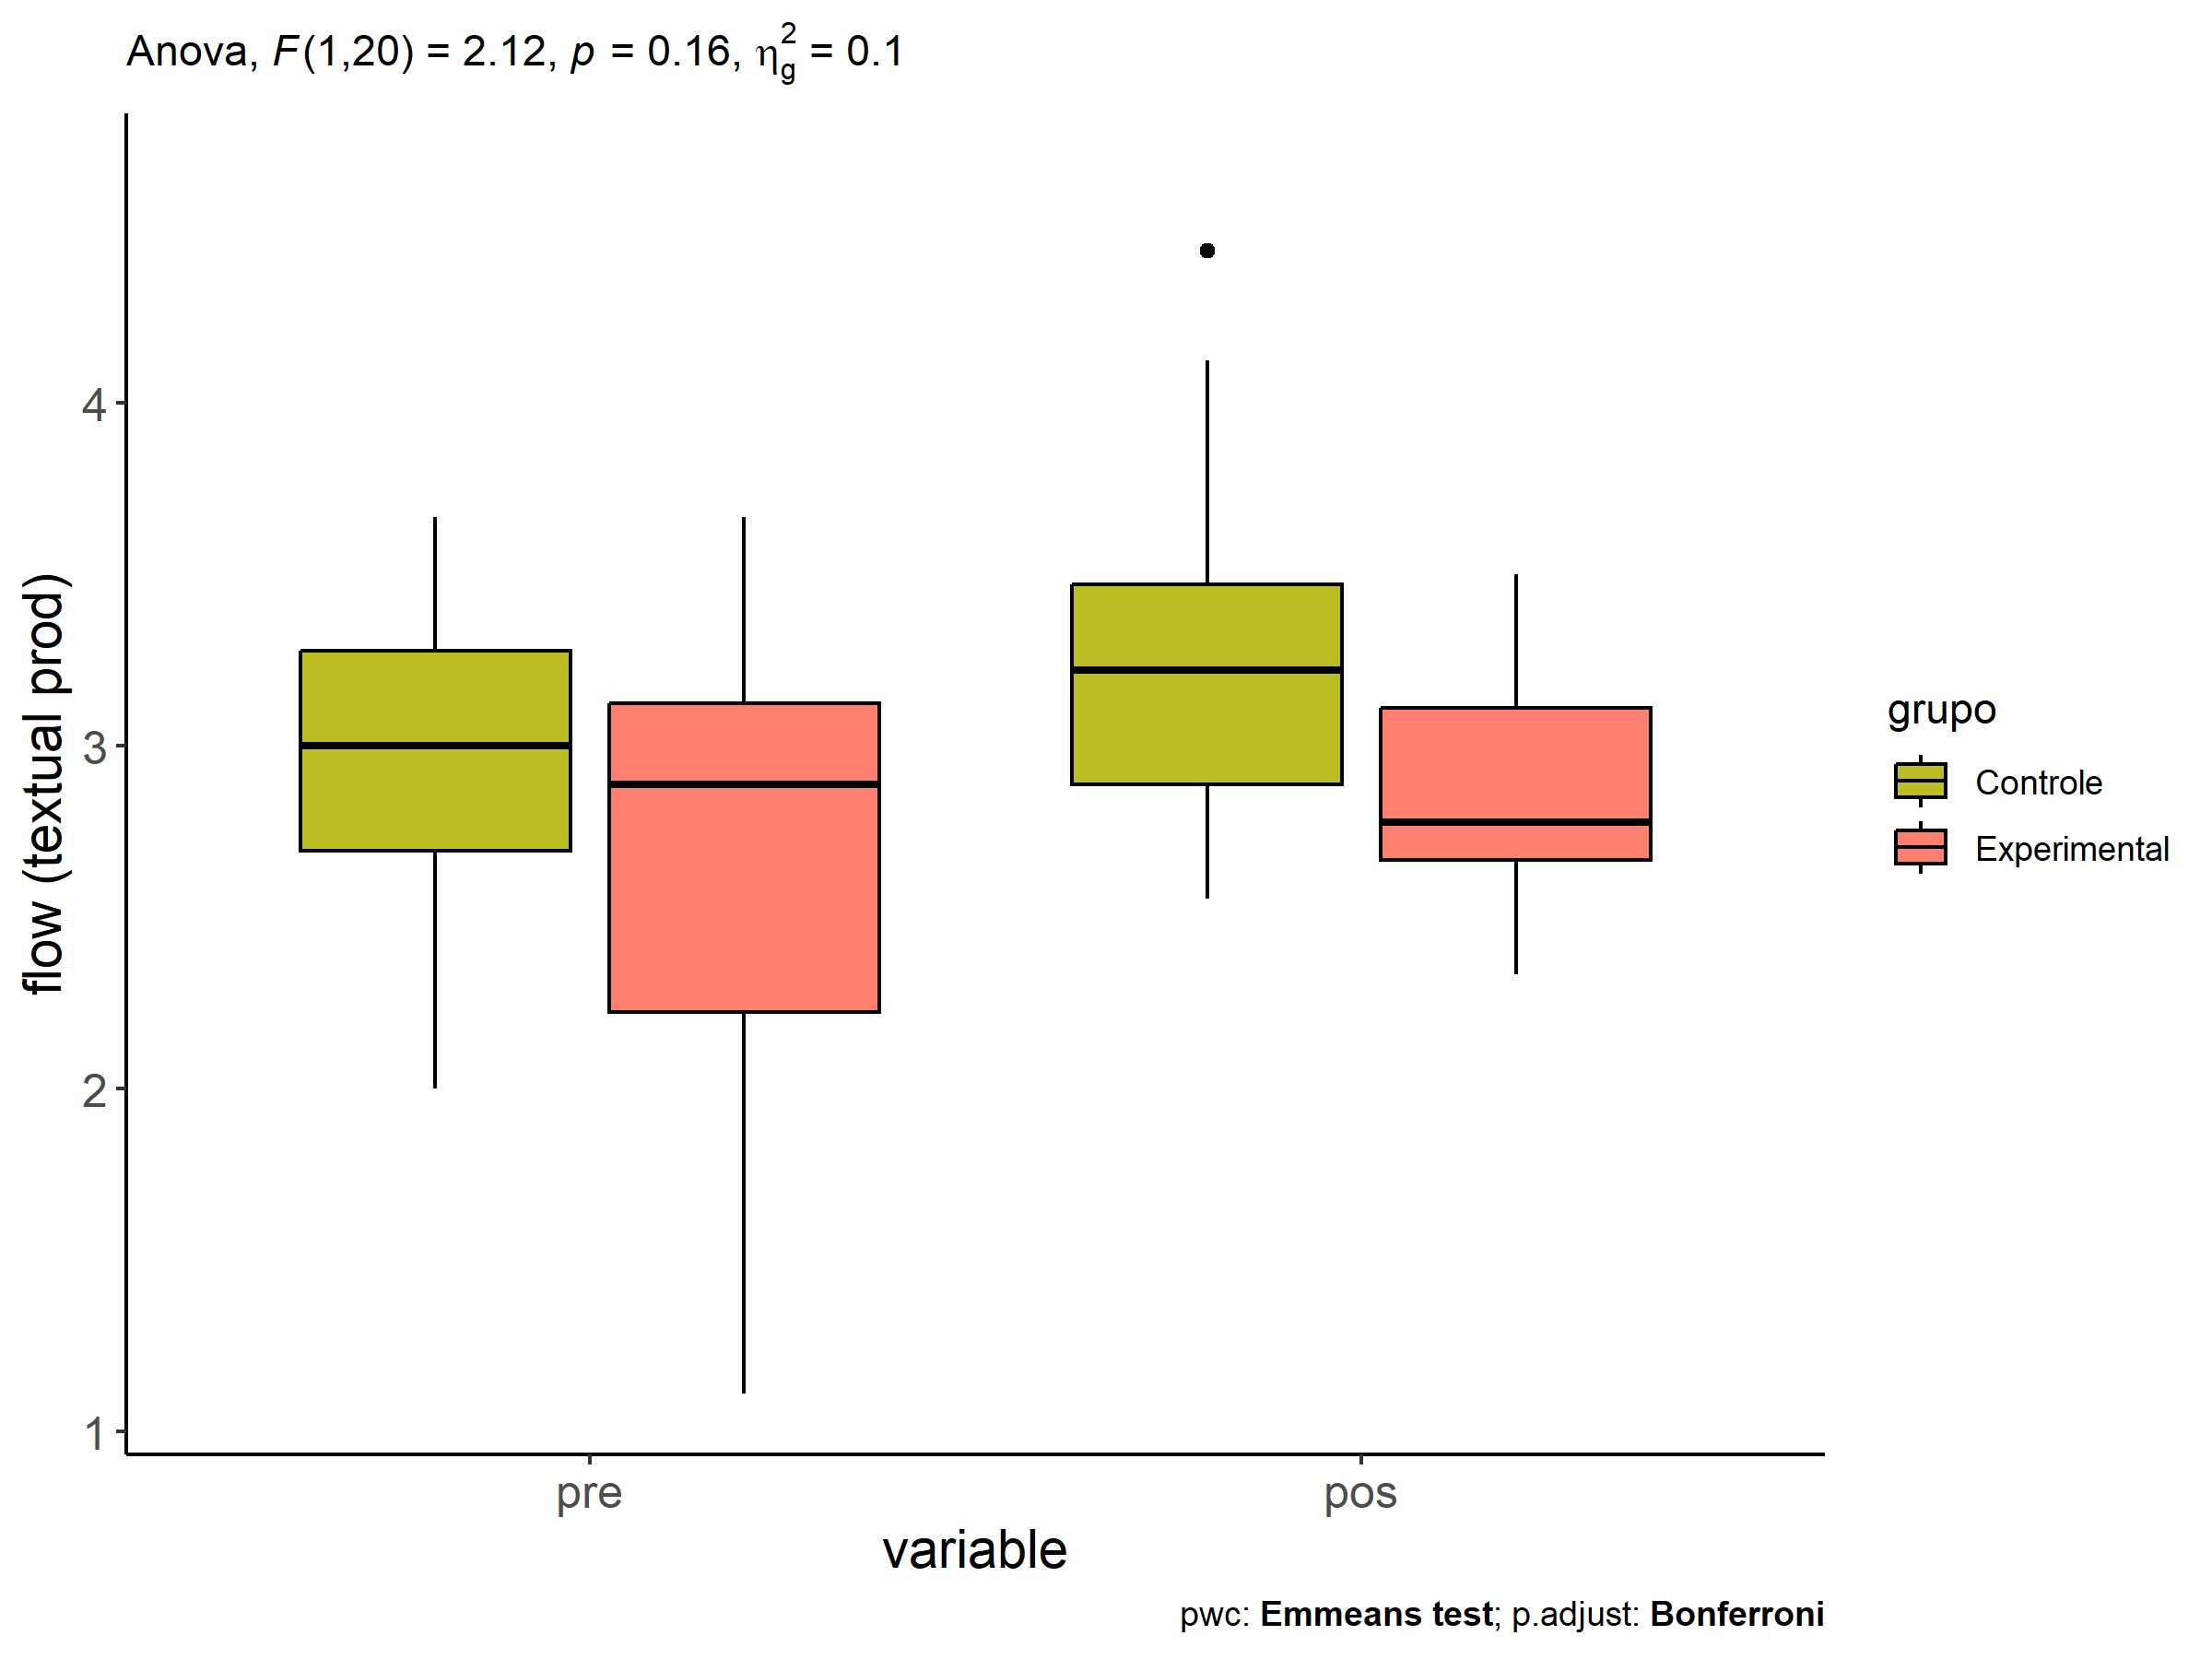 Anova, F(1,20) = 2.12, p = 0.16, η²g = 0.1
flow (textual prod)
4
3
2
1
pre
pos
variable
grupo
Controle
Experimental
pwc: Emmeans test; p.adjust: Bonferroni